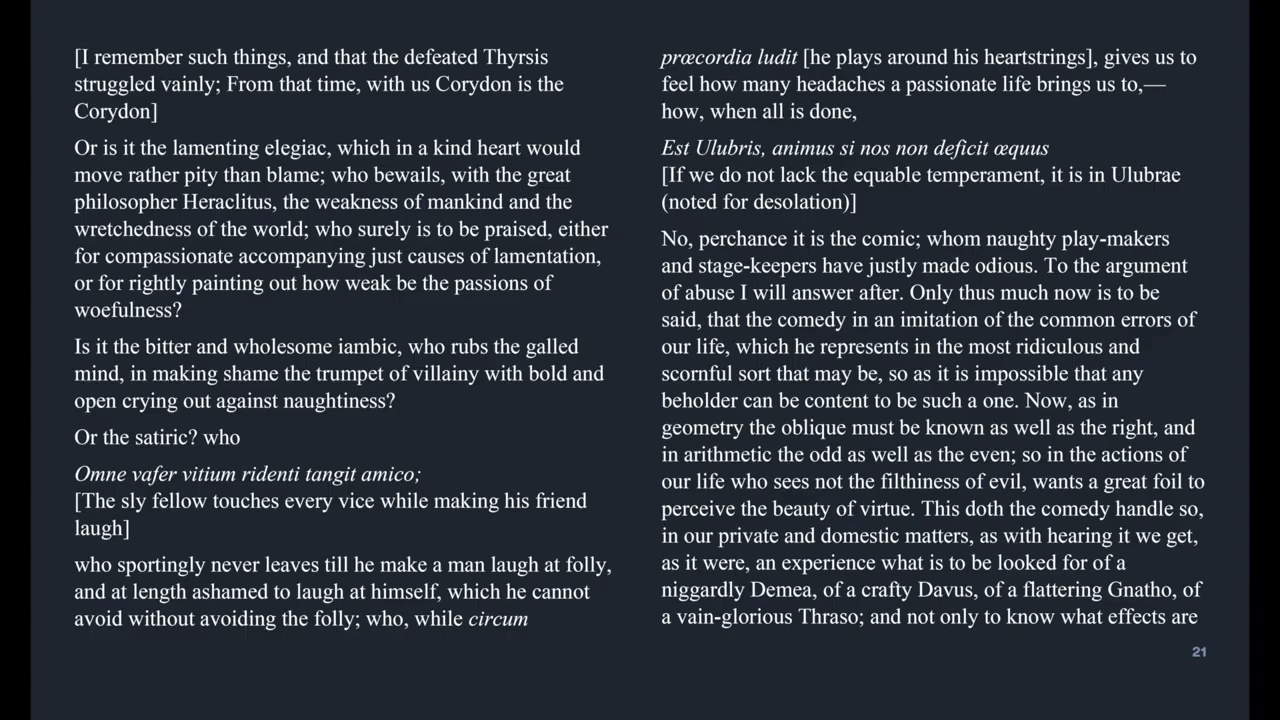 [I remember such things, and that the defeated Thyrsis
struggled vainly; From that time, with us Corydon is the
Corydon]
Or is it the lamenting elegiac, which in a kind heart would
move rather pity than blame; who bewails, with the great
philosopher Heraclitus, the weakness of mankind and the
wretchedness of the world; who surely is to be praised, either
for compassionate accompanying just causes of lamentation,
or for rightly painting out how weak be the passions of
woefulness?
Is it the bitter and wholesome iambic, who rubs the galled
mind, in making shame the trumpet of villainy with bold and
open crying out against naughtiness?
Or the satiric? who
Omne vafer vitium ridenti tangit amico;
[The sly fellow touches every vice while making his friend
laugh]
who sportingly never leaves till he make a man laugh at folly,
and at length ashamed to laugh at himself, which he cannot
avoid without avoiding the folly; who, while circum
præcordia ludit [he plays around his heartstrings], gives us to
feel how many headaches a passionate life brings us to,—
how, when all is done,
Est Ulubris, animus si nos non deficit æquus
[If we do not lack the equable temperament, it is in Ulubrae
(noted for desolation)]
No, perchance it is the comic; whom naughty play-makers
and stage-keepers have justly made odious. To the argument
of abuse I will answer after. Only thus much now is to be
said, that the comedy in an imitation of the common errors of
our life, which he represents in the most ridiculous and
scornful sort that may be, so as it is impossible that any
beholder can be content to be such a one. Now, as in
geometry the oblique must be known as well as the right, and
in arithmetic the odd as well as the even; so in the actions of
our life who sees not the filthiness of evil, wants a great foil to
perceive the beauty of virtue. This doth the comedy handle so,
in our private and domestic matters, as with hearing it we get,
as it were, an experience what is to be looked for of a
niggardly Demea, of a crafty Davus, of a flattering Gnatho, of
a vain-glorious Thraso; and not only to know what effects are
21